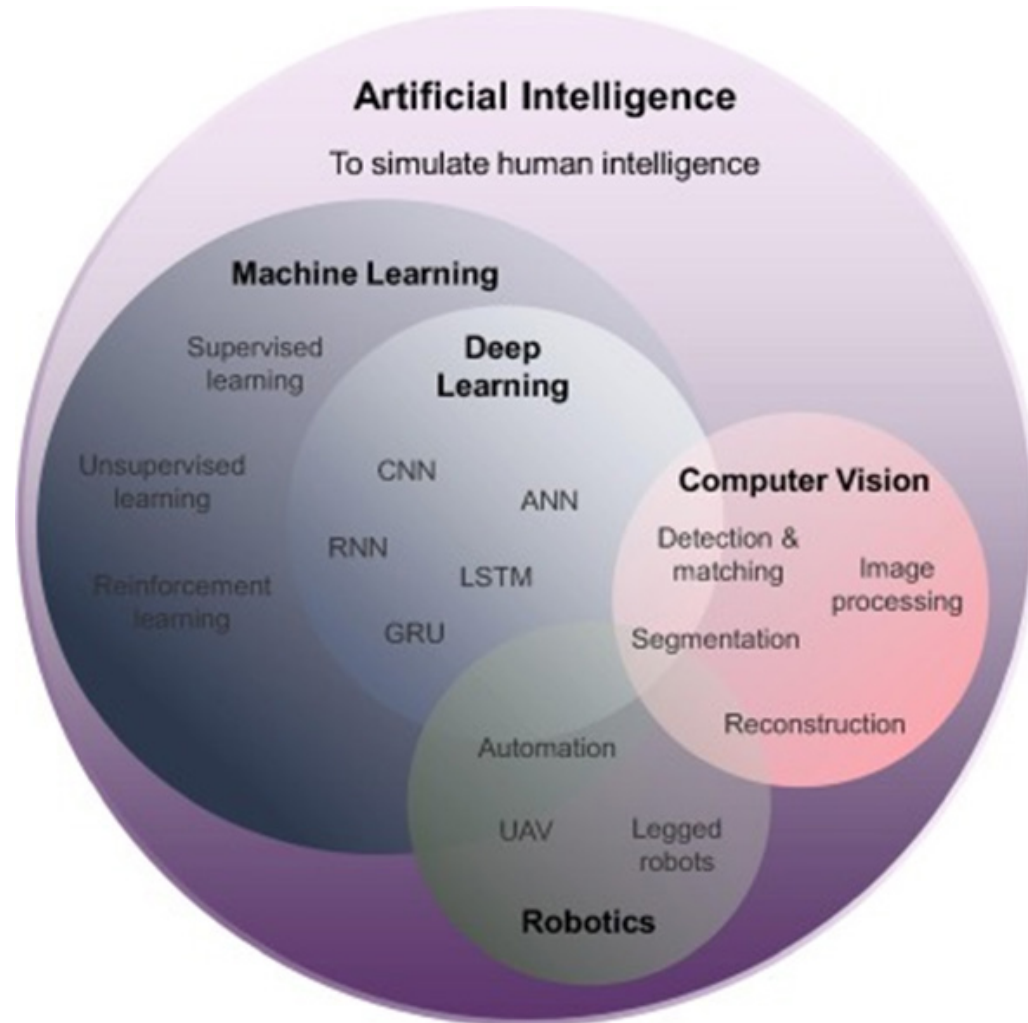 Artificial Intelligence
To simulate human intelligence
Machine Learning
Supervised
learning
Unsupervised
learning
Reinforcement
learning
Deep
Learning
CNN
ANN
RNN
LSTM
GRU
Computer Vision
Detection &
matching
Image
processing
Segmentation
Reconstruction
Automation
UAV
Legged
robots
Robotics